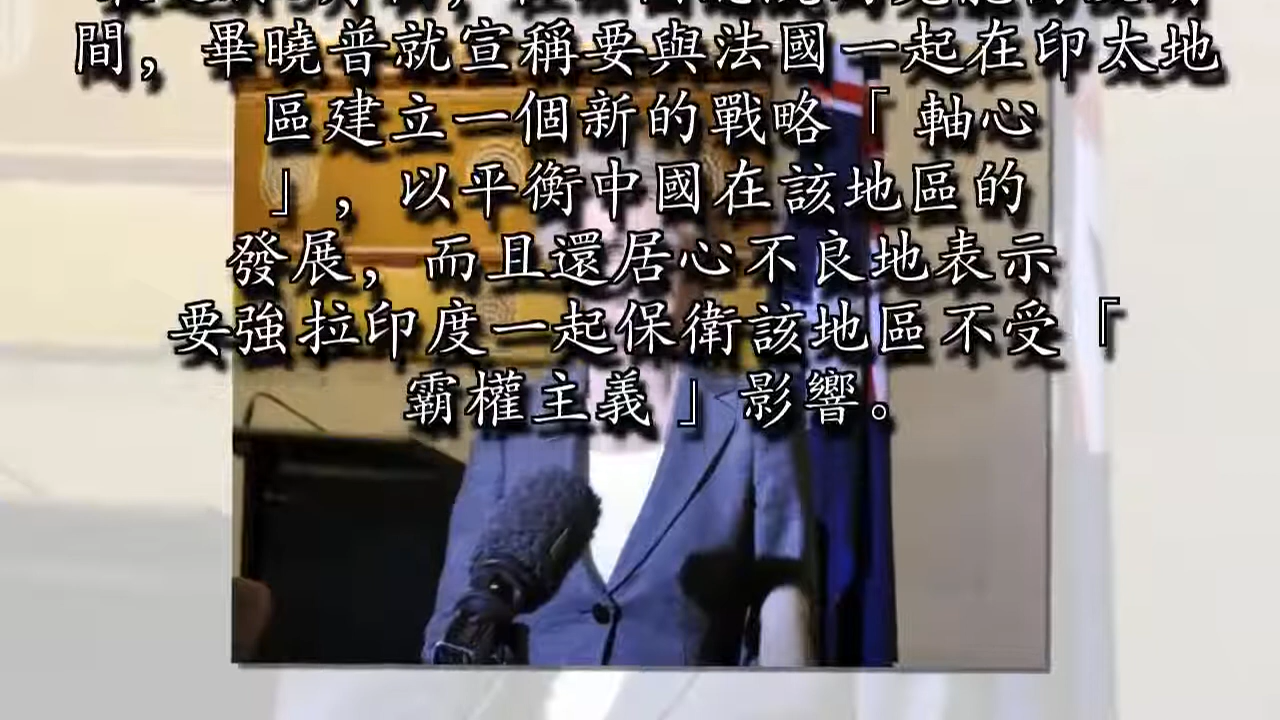 間，畢曉普就宣稱要與法國一起在印太地
區建立一個新的戰略「軸心
」，以平衡中國在該地區的
發展，而且還居心不良地表示
要強拉印度一起保衛該地區不受「
霸權主義」影響。